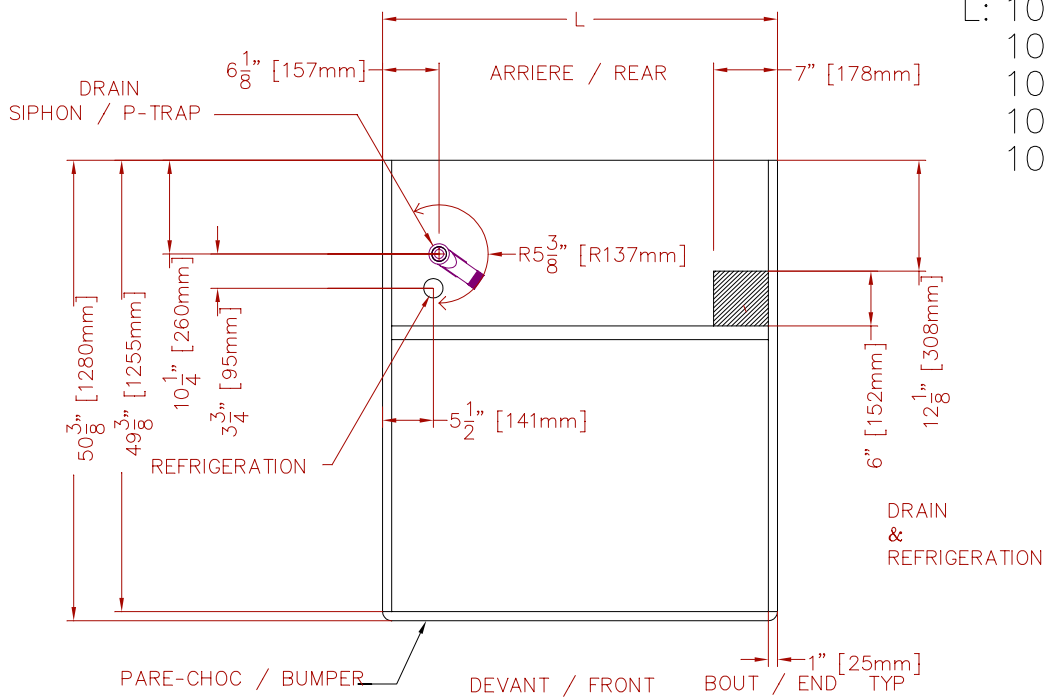 L
L: 10
10
10
10
10
6 1/8" [157mm]
ARRIERE / REAR
7" [178mm]
DRAIN
SIPHON / P-TRAP
R5 3/8" [R137mm]
50 3/8" [1280mm]
49 3/8" [1255mm]
10 1/4" [260mm]
3 3/4" [95mm]
5 1/2" [141mm]
6" [152mm]
12 1/8" [308mm]
REFRIGERATION
DRAIN
&
REFRIGERATION
PARE-CHOC / BUMPER
DEVANT / FRONT
BOUT / END TYP
1" [25mm]